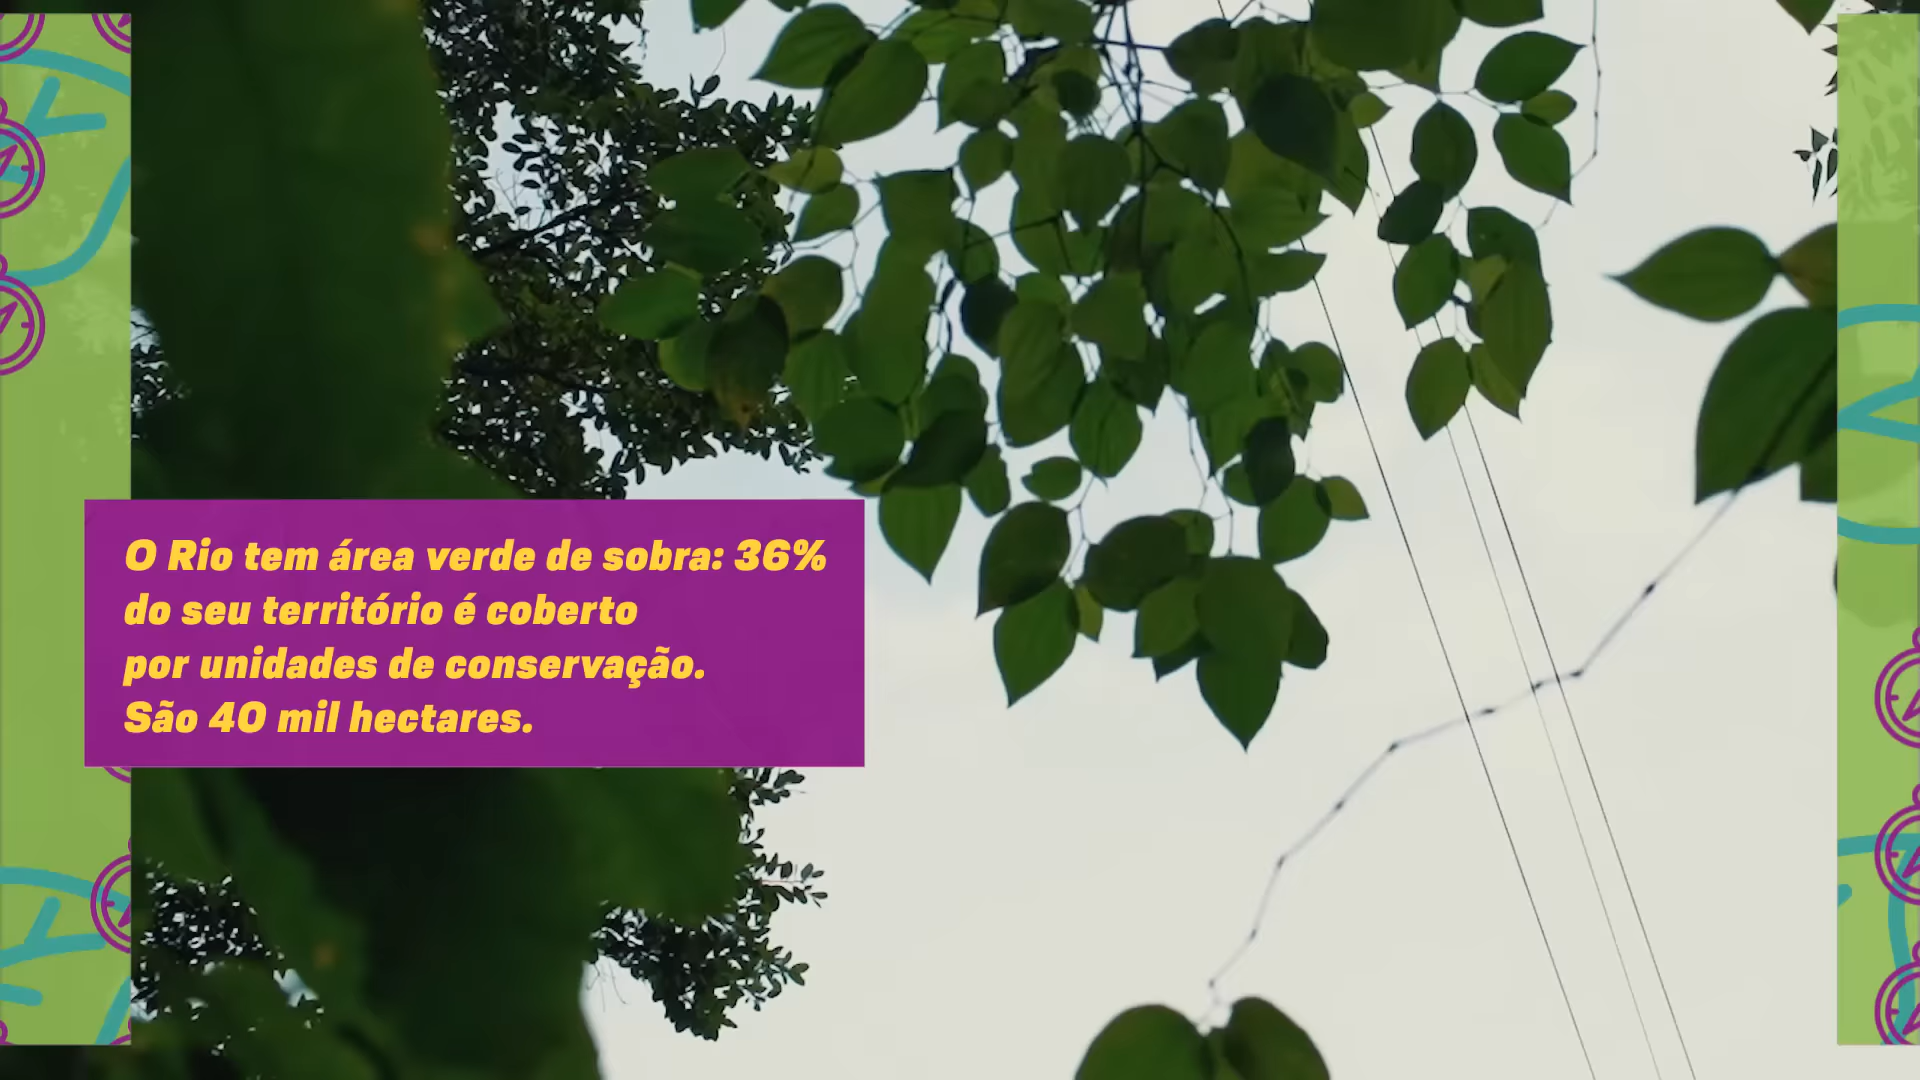 O Rio tem área verde de sobra: 36%
do seu território é coberto
por unidades de conservação.
São 40 mil hectares.